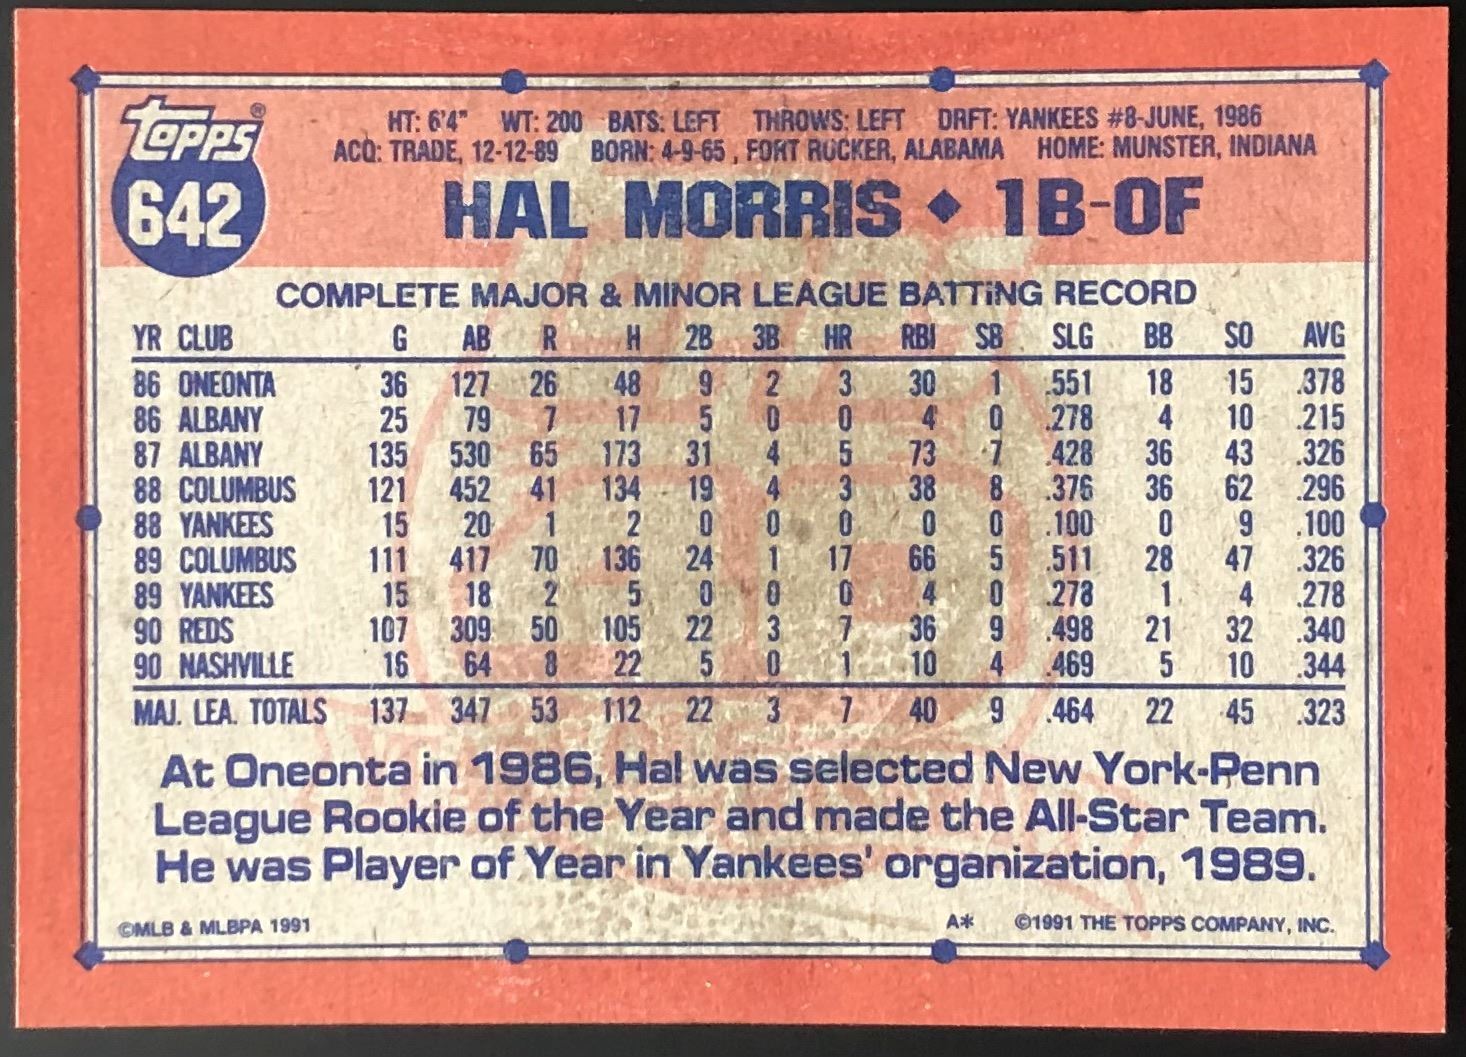 Topps®
642
HT: 6'4" WT: 200 BATS: LEFT THROWS: LEFT DRFT: YANKEES #8-JUNE, 1986
ACQ: TRADE, 12-12-89 BORN: 4-9-65, FORT RUCKER, ALABAMA HOME: MUNSTER, INDIANA
HAL MORRIS ◆ 1B-OF
COMPLETE MAJOR & MINOR LEAGUE BATTING RECORD
YR CLUB G AB R H 2B 3B HR RBI SB SLG BB SO AVG
86 ONEONTA 36 127 26 48 9 2 3 30 1 .551 18 15 .378
86 ALBANY 25 79 7 17 5 0 0 4 0 .278 4 10 .215
87 ALBANY 135 530 65 173 31 4 5 73 7 .428 36 43 .326
88 COLUMBUS 121 452 41 134 19 4 3 38 8 .376 36 62 .296
88 YANKEES 15 20 1 2 0 0 0 0 0 .100 0 9 .100
89 COLUMBUS 111 417 70 136 24 1 17 66 5 .511 28 47 .326
89 YANKEES 15 18 2 5 0 0 0 4 0 .278 1 4 .278
90 REDS 107 309 50 105 22 3 7 36 9 .498 21 32 .340
90 NASHVILLE 16 64 8 22 5 0 1 10 4 .469 5 10 .344
MAJ. LEA. TOTALS 137 347 53 112 22 3 7 40 9 .464 22 45 .323
At Oneonta in 1986, Hal was selected New York-Penn
League Rookie of the Year and made the All-Star Team.
He was Player of Year in Yankees' organization, 1989.
©MLB & MLBPA 1991 A* ©1991 THE TOPPS COMPANY, INC.